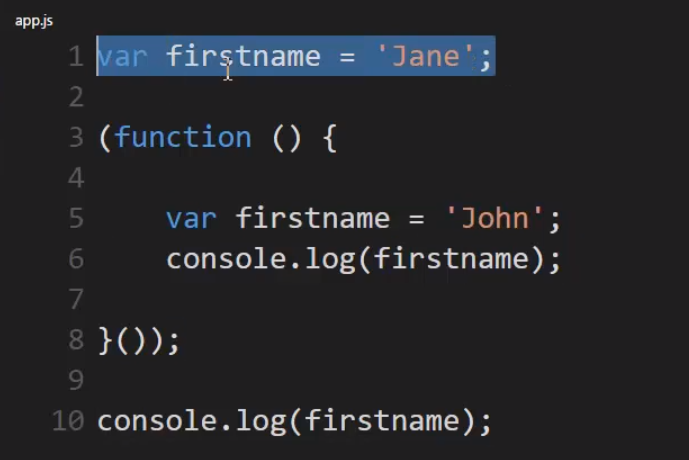 app.js
1 var firstname = 'Jane';
2
3 (function () {
4
5     var firstname = 'John';
6     console.log(firstname);
7
8 }());
9
10 console.log(firstname);